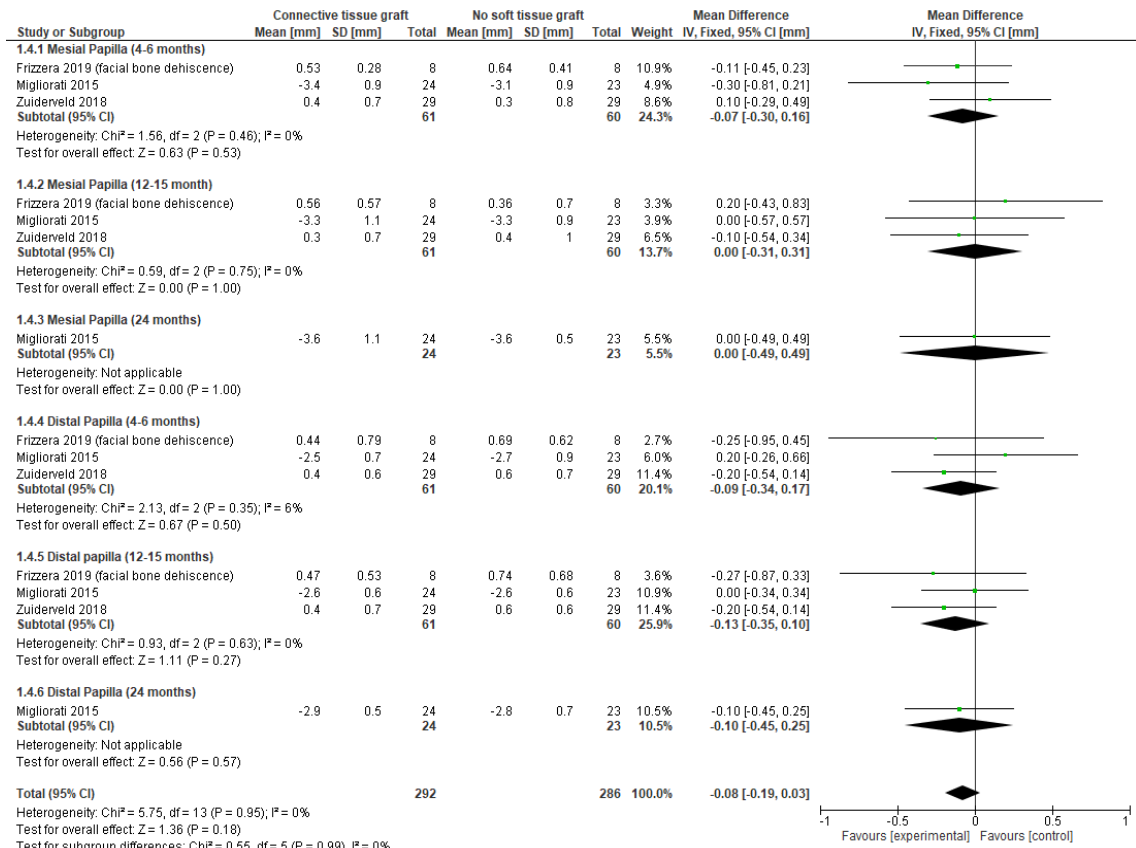 Connective tissue graft No soft tissue graft Mean Difference Mean Difference
Study or Subgroup Mean [mm] SD [mm] Total Mean [mm] SD [mm] Total Weight IV, Fixed, 95% CI [mm] IV, Fixed, 95% CI [mm]
1.4.1 Mesial Papilla (4-6 months)
Frizzera 2019 (facial bone dehiscence) 0.53 0.28 8 0.64 0.41 8 10.9% -0.11 [-0.45, 0.23]
Migliorati 2015 -3.4 0.9 24 -3.1 0.9 23 4.9% -0.30 [-0.81, 0.21]
Zuiderveld 2018 0.4 0.7 29 0.3 0.8 29 8.6% 0.10 [-0.29, 0.49]
Subtotal (95% CI) 61 60 24.3% -0.07 [-0.30, 0.16]
Heterogeneity: Chi² = 1.56, df = 2 (P = 0.46); I² = 0%
Test for overall effect: Z = 0.63 (P = 0.53)
1.4.2 Mesial Papilla (12-15 month)
Frizzera 2019 (facial bone dehiscence) 0.56 0.57 8 0.36 0.7 8 3.3% 0.20 [-0.43, 0.83]
Migliorati 2015 -3.3 1.1 24 -3.3 0.9 23 3.9% 0.00 [-0.57, 0.57]
Zuiderveld 2018 0.3 0.7 29 0.4 1 29 6.5% -0.10 [-0.54, 0.34]
Subtotal (95% CI) 61 60 13.7% 0.00 [-0.31, 0.31]
Heterogeneity: Chi² = 0.59, df = 2 (P = 0.75); I² = 0%
Test for overall effect: Z = 0.00 (P = 1.00)
1.4.3 Mesial Papilla (24 months)
Migliorati 2015 -3.6 1.1 24 -3.6 0.5 23 5.5% 0.00 [-0.49, 0.49]
Subtotal (95% CI) 24 23 5.5% 0.00 [-0.49, 0.49]
Heterogeneity: Not applicable
Test for overall effect: Z = 0.00 (P = 1.00)
1.4.4 Distal Papilla (4-6 months)
Frizzera 2019 (facial bone dehiscence) 0.44 0.79 8 0.69 0.62 8 2.7% -0.25 [-0.95, 0.45]
Migliorati 2015 -2.5 0.7 24 -2.7 0.9 23 6.0% 0.20 [-0.26, 0.66]
Zuiderveld 2018 0.4 0.6 29 0.6 0.7 29 11.4% -0.20 [-0.54, 0.14]
Subtotal (95% CI) 61 60 20.1% -0.09 [-0.34, 0.17]
Heterogeneity: Chi² = 2.13, df = 2 (P = 0.35); I² = 6%
Test for overall effect: Z = 0.67 (P = 0.50)
1.4.5 Distal papilla (12-15 months)
Frizzera 2019 (facial bone dehiscence) 0.47 0.53 8 0.74 0.68 8 3.6% -0.27 [-0.87, 0.33]
Migliorati 2015 -2.6 0.6 24 -2.6 0.6 23 10.9% 0.00 [-0.34, 0.34]
Zuiderveld 2018 0.4 0.7 29 0.6 0.6 29 11.4% -0.20 [-0.54, 0.14]
Subtotal (95% CI) 61 60 25.9% -0.13 [-0.35, 0.10]
Heterogeneity: Chi² = 0.93, df = 2 (P = 0.63); I² = 0%
Test for overall effect: Z = 1.11 (P = 0.27)
1.4.6 Distal Papilla (24 months)
Migliorati 2015 -2.9 0.5 24 -2.8 0.7 23 10.5% -0.10 [-0.45, 0.25]
Subtotal (95% CI) 24 23 10.5% -0.10 [-0.45, 0.25]
Heterogeneity: Not applicable
Test for overall effect: Z = 0.56 (P = 0.57)
Total (95% CI) 292 286 100.0% -0.08 [-0.19, 0.03]
Heterogeneity: Chi² = 5.75, df = 13 (P = 0.95); I² = 0%
Test for overall effect: Z = 1.36 (P = 0.18)
Test for subgroup differences: Chi² = 0.55, df = 5 (P = 0.99), I² = 0%
-1 -0.5 0 0.5 1
Favours [experimental] Favours [control]